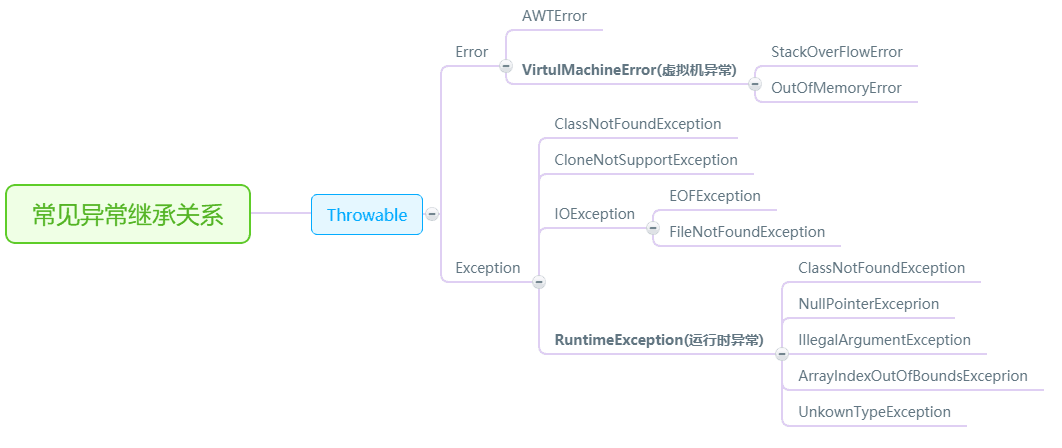 常见异常继承关系
Throwable
Error
AWTError
VirtulMachineError(虚拟机异常)
StackOverFlowError
OutOfMemoryError
Exception
ClassNotFoundException
CloneNotSupportException
IOException
EOFException
FileNotFoundException
RuntimeException(运行时异常)
ClassNotFoundException
NullPointerExceprion
IllegalArgumentException
ArrayIndexOutOfBoundsExceprion
UnkownTypeException